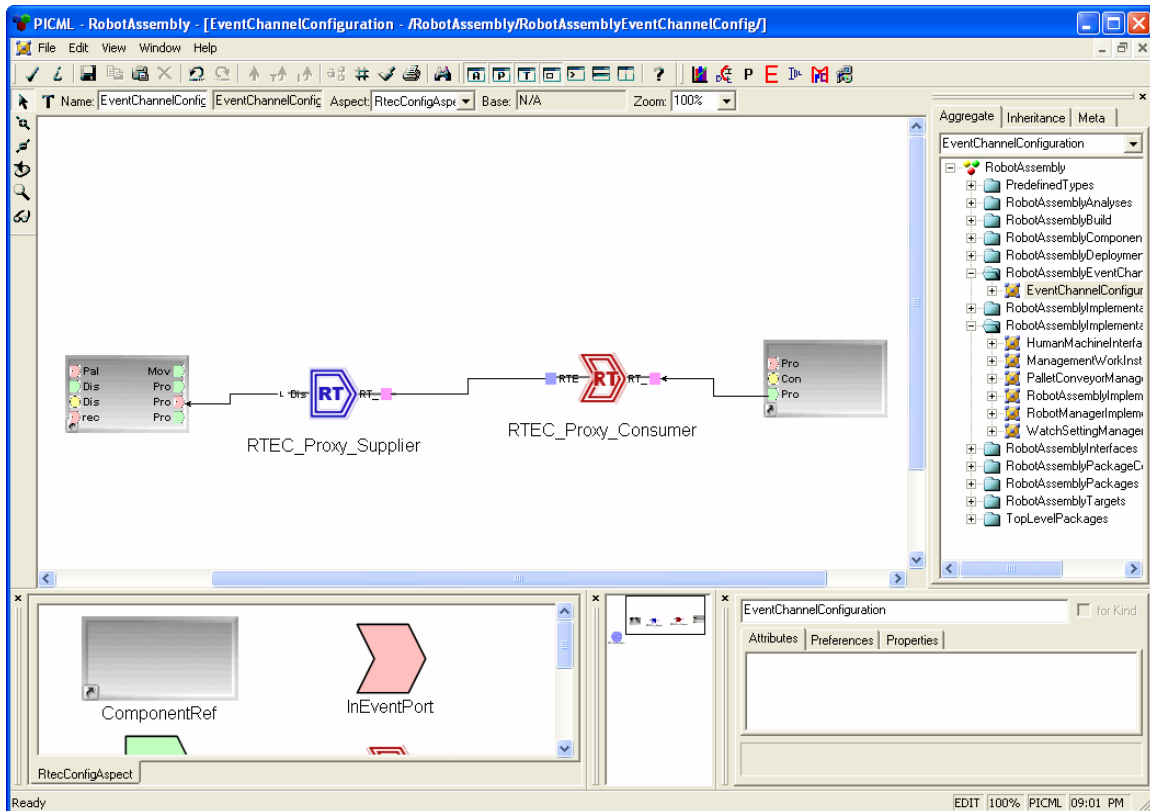 PICML - RobotAssembly - [EventChannelConfiguration - /RobotAssembly/RobotAssemblyEventChannelConfig/]
File Edit View Window Help
A P T ?
P E
T Name: EventChannelConfig EventChannelConfig Aspect: RtecConfigAspe Base: N/A Zoom: 100%
Aggregate Inheritance Meta
EventChannelConfiguration
RobotAssembly
PredefinedTypes
RobotAssemblyAnalyses
RobotAssemblyBuild
RobotAssemblyComponen
RobotAssemblyDeploymen
RobotAssemblyEventChan
EventChannelConfigur
RobotAssemblyImplementa
RobotAssemblyImplementa
HumanMachineInterfa
ManagementWorkInst
PalletConveyorManag
RobotAssemblyImplem
RobotManagerImpleme
WatchSettingManager
RobotAssemblyInterfaces
RobotAssemblyPackageCo
RobotAssemblyPackages
RobotAssemblyTargets
TopLevelPackages
Pal Mov
Dis Pro
Dis Pro
rec Pro
L Dis RT RT_
RTEC_Proxy_Supplier
RTE RT RT_
RTEC_Proxy_Consumer
Pro
Con
Pro
ComponentRef
InEventPort
RtecConfigAspect
EventChannelConfiguration for Kind
Attributes Preferences Properties
Ready EDIT 100% PICML 09:01 PM